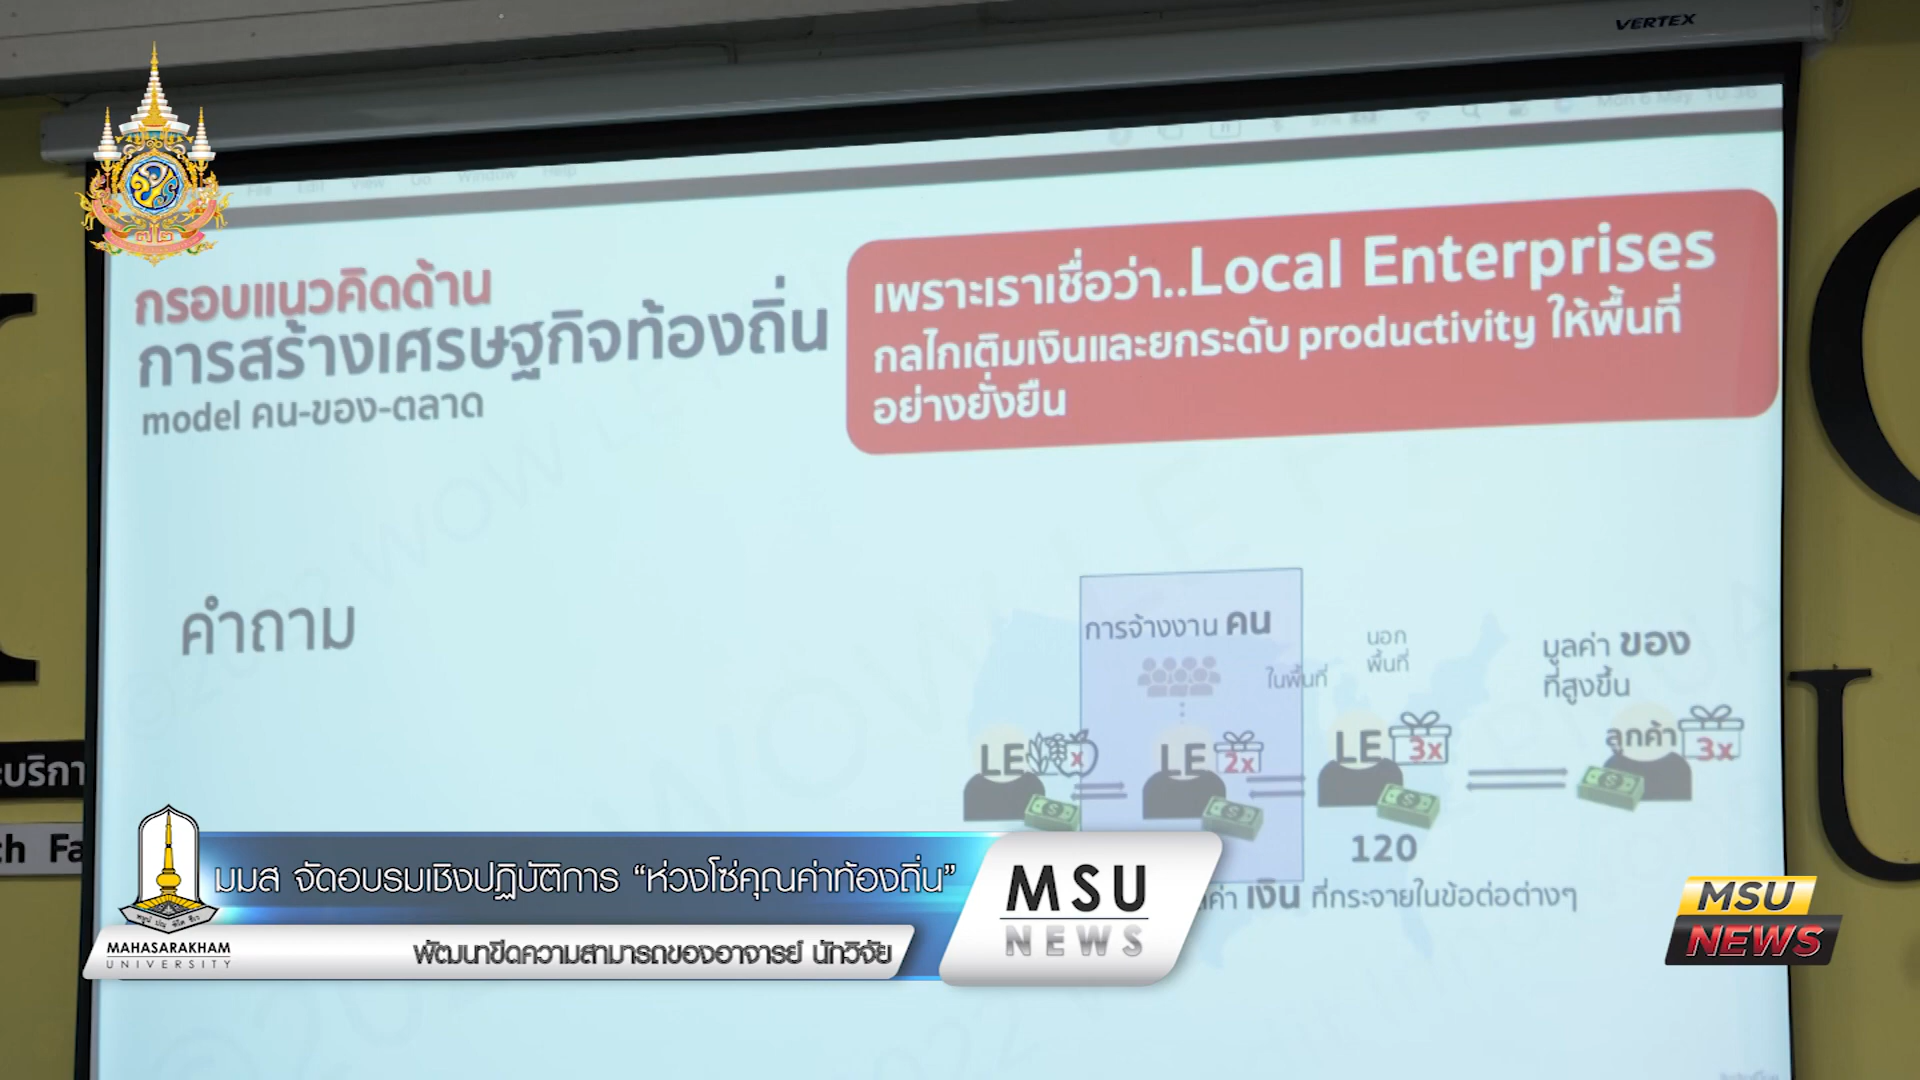 VERTEX
File Edit View Go Window Help
Mon 6 May
กรอบแนวคิดด้าน
การสร้างเศรษฐกิจท้องถิ่น
model คน-ของ-ตลาด
เพราะเราเชื่อว่า..Local Enterprises
กลไกเติมเงินและยกระดับ productivity ให้พื้นที่
อย่างยั่งยืน
คำถาม
การจ้างงาน คน
ในพื้นที่
นอก
พื้นที่
มูลค่า ของ
ที่สูงขึ้น
LE x
LE 2x
LE 3x
ลูกค้า 3x
120
เงิน ที่กระจายในข้อต่อต่างๆ
มมส จัดอบรมเชิงปฏิบัติการ “ห่วงโซ่คุณค่าท้องถิ่น”
พัฒนาขีดความสามารถของอาจารย์ นักวิจัย
MAHASARAKHAM
UNIVERSITY
MSU
NEWS
MSU
NEWS